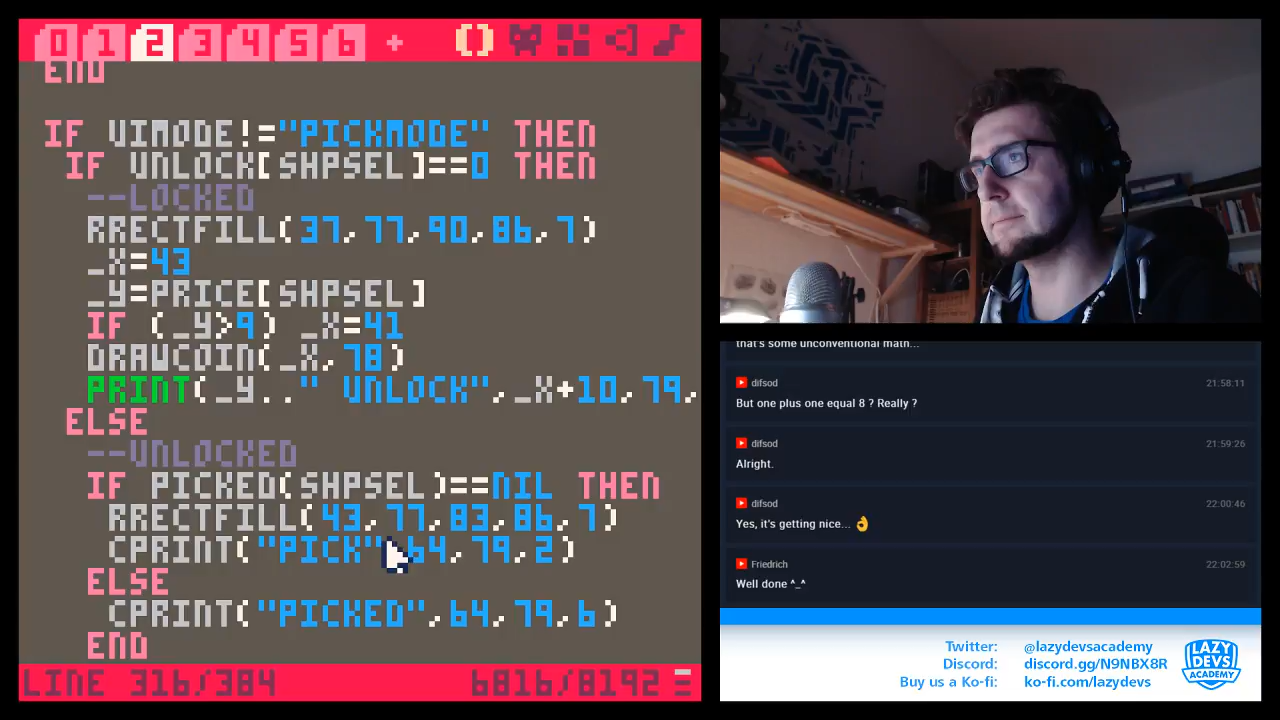 0 1 2 3 4 5 6 +
END
IF UIMODE!="PICKMODE" THEN
IF UNLOCK[SHPSEL]==0 THEN
--LOCKED
RRECTFILL(37,77,90,86,7)
_X=43
_Y=PRICE[SHPSEL]
IF (_Y>9) _X=41
DRAWCOIN(_X,78)
PRINT(_Y.." UNLOCK",_X+10,79,
ELSE
--UNLOCKED
IF PICKED(SHPSEL)==NIL THEN
RRECTFILL(43,77,83,86,7)
CPRINT("PICK",64,79,2)
ELSE
CPRINT("PICKED",64,79,6)
END
LINE 316/384 6816/8192
that's some unconventional math...
difsod 21:58:11
But one plus one equal 8 ? Really ?
difsod 21:59:26
Alright.
difsod 22:00:46
Yes, it's getting nice... 👌
Friedrich 22:02:59
Well done ^_^
Twitter: @lazydevsacademy
Discord: discord.gg/N9NBX8R
Buy us a Ko-fi: ko-fi.com/lazydevs
LAZY
DEVS
ACADEMY